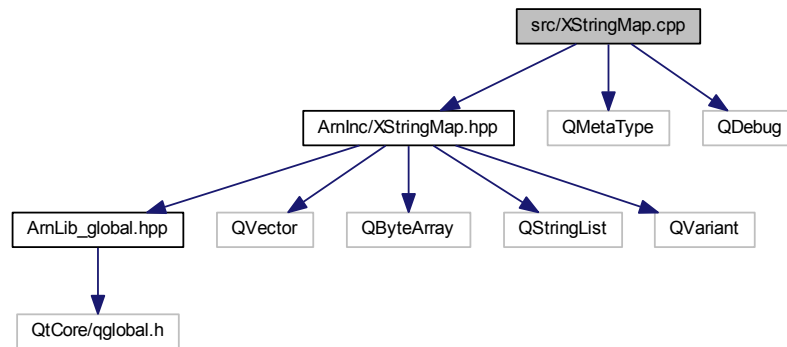 src/XStringMap.cpp
ArnInc/XStringMap.hpp
QMetaType
QDebug
ArnLib_global.hpp
QVector
QByteArray
QStringList
QVariant
QtCore/qglobal.h